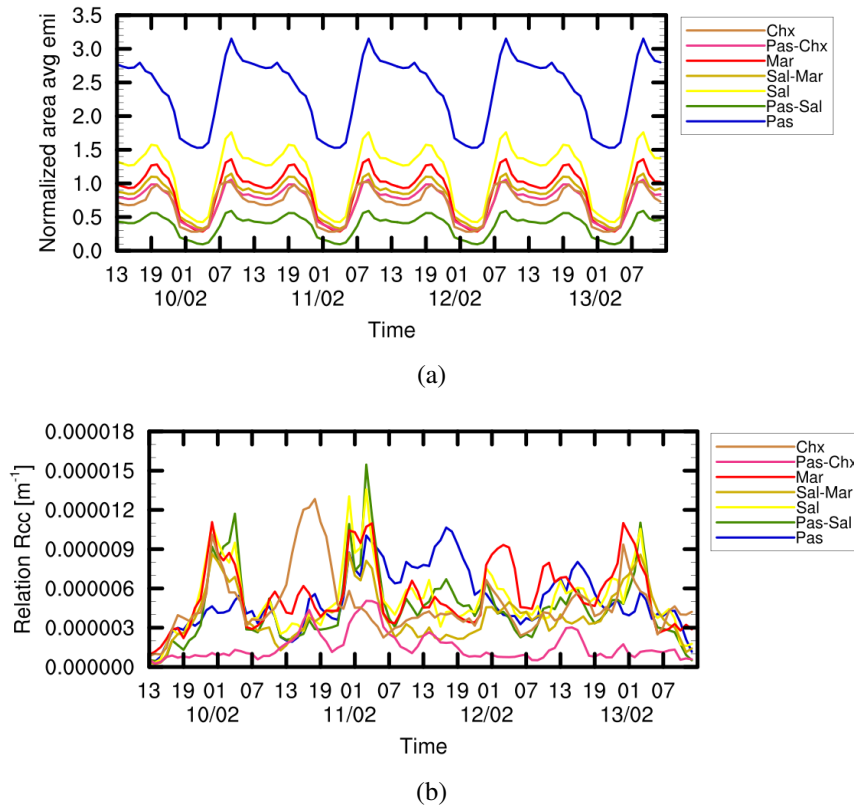 Normalized area avg emi
3.5
3.0
2.5
2.0
1.5
1.0
0.5
0.0
13 19 01 07 13 19 01 07 13 19 01 07 13 19 01 07
10/02 11/02 12/02 13/02
Time
Chx
Pas-Chx
Mar
Sal-Mar
Sal
Pas-Sal
Pas
(a)
Relation Rcc [m⁻¹]
0.000018
0.000015
0.000012
0.000009
0.000006
0.000003
0.000000
13 19 01 07 13 19 01 07 13 19 01 07 13 19 01 07
10/02 11/02 12/02 13/02
Time
Chx
Pas-Chx
Mar
Sal-Mar
Sal
Pas-Sal
Pas
(b)